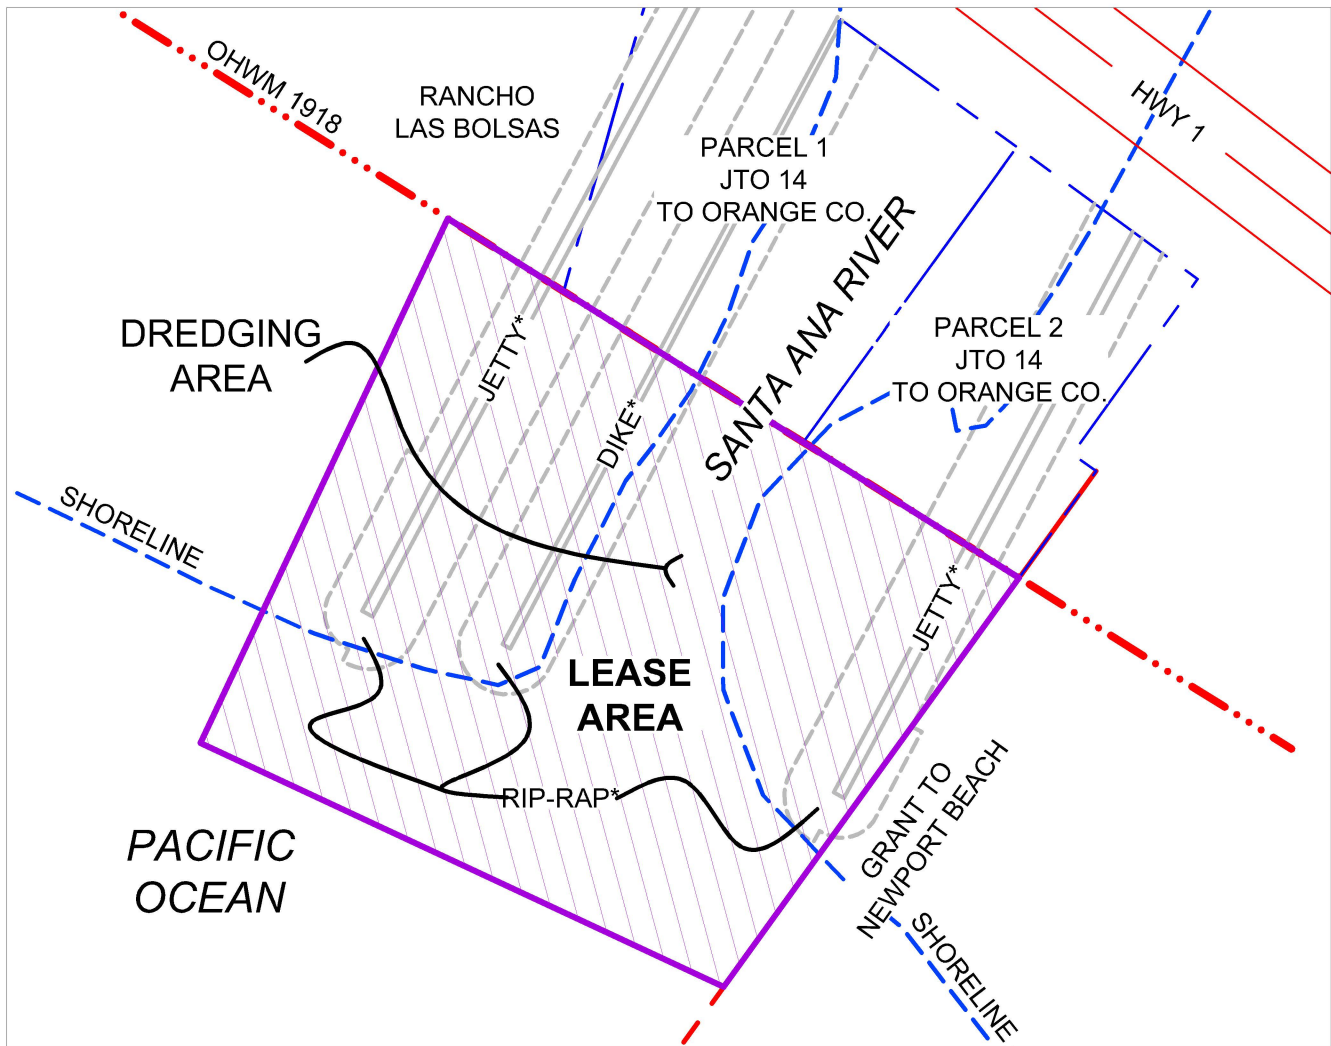 OHWM 1918
RANCHO
LAS BOLSAS
HWY 1
PARCEL 1
JTO 14
TO ORANGE CO.
SANTA ANA RIVER
PARCEL 2
JTO 14
TO ORANGE CO.
DREDGING
AREA
JETTY*
DIKE*
SHORELINE
JETTY*
LEASE
AREA
RIP-RAP*
PACIFIC
OCEAN
GRANT TO
NEWPORT BEACH
SHORELINE